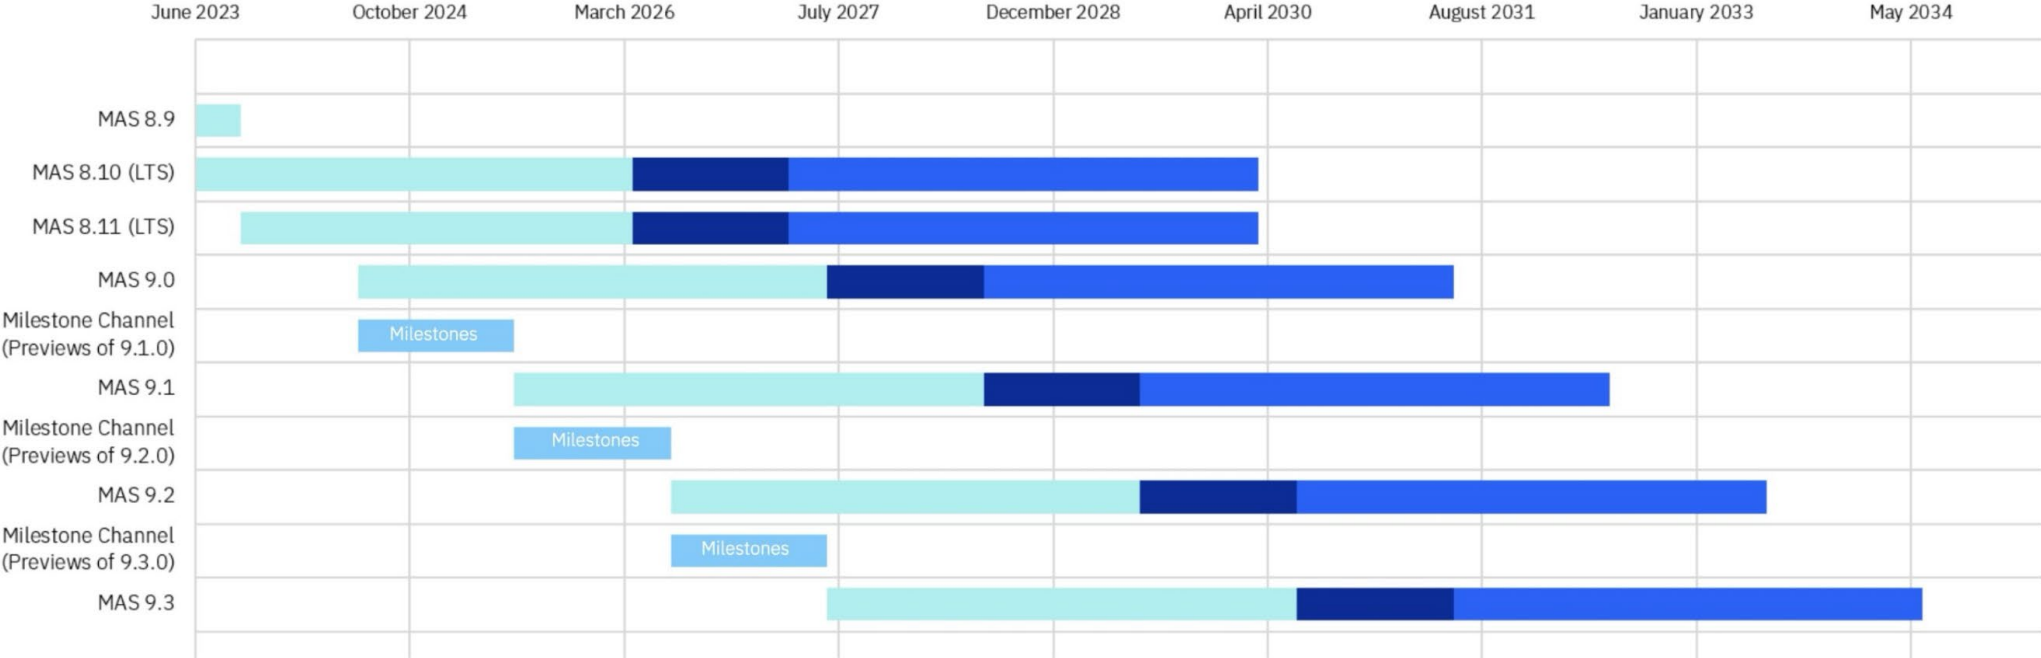 June 2023 October 2024 March 2026 July 2027 December 2028 April 2030 August 2031 January 2033 May 2034
MAS 8.9
MAS 8.10 (LTS)
MAS 8.11 (LTS)
MAS 9.0
Milestone Channel
(Previews of 9.1.0)
Milestones
MAS 9.1
Milestone Channel
(Previews of 9.2.0)
Milestones
MAS 9.2
Milestone Channel
(Previews of 9.3.0)
Milestones
MAS 9.3